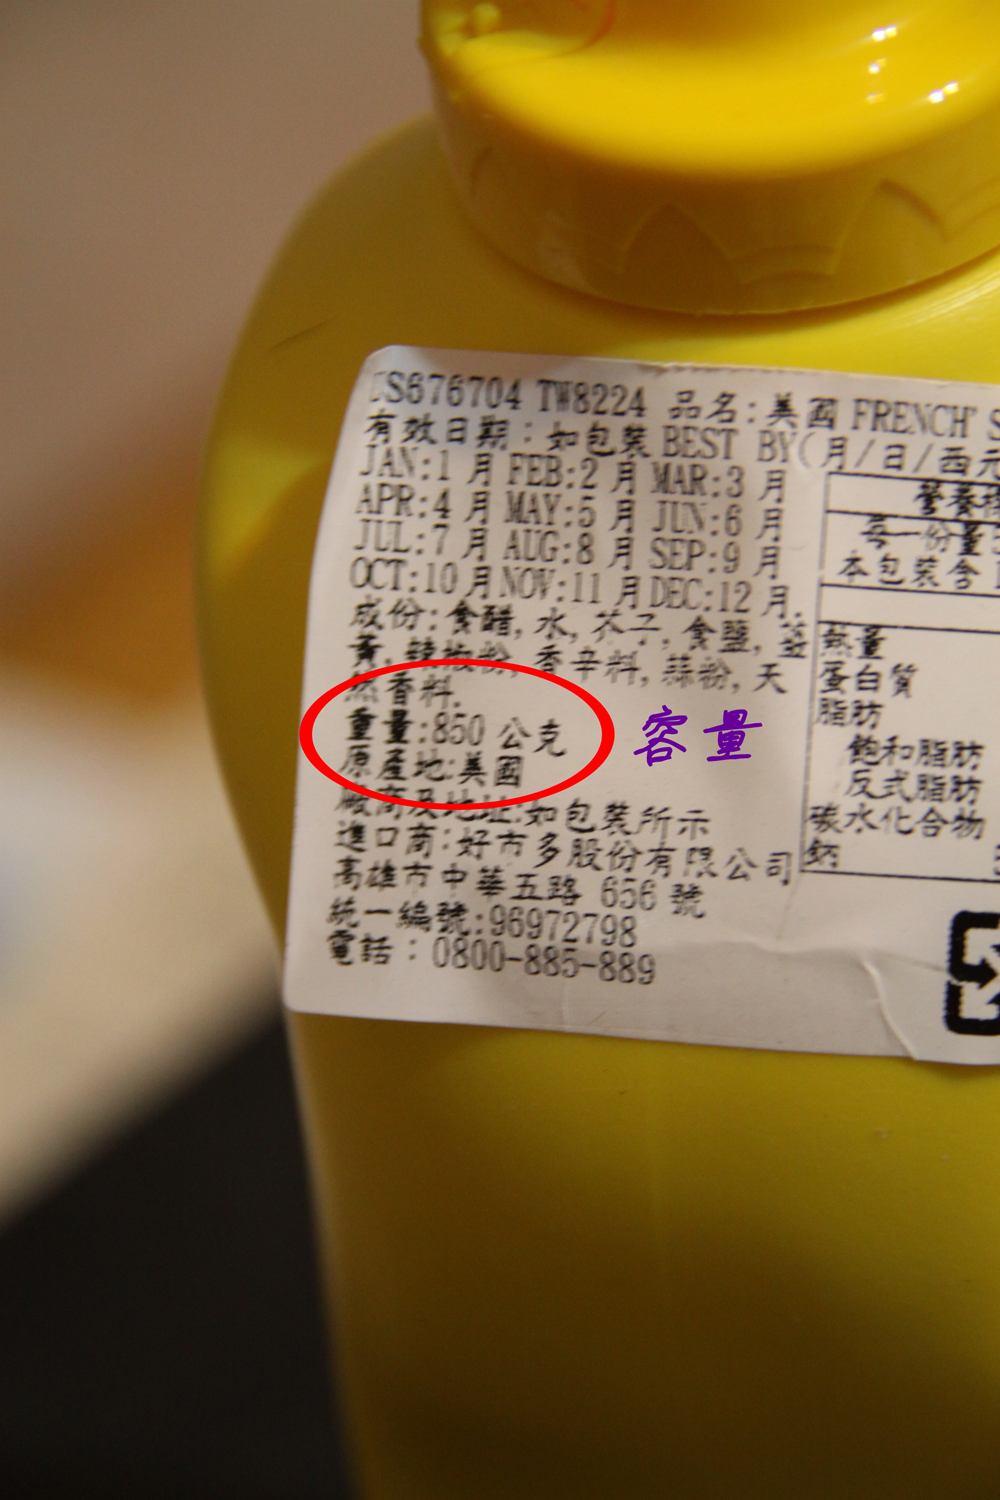 US676704 TW8224 品名:美國 FRENCH' S
有效日期：如包裝 BEST BY(月/日/西元
JAN:1 月 FEB:2 月 MAR:3 月
APR:4 月 MAY:5 月 JUN:6 月
JUL:7 月 AUG:8 月 SEP:9 月
OCT:10 月 NOV:11 月 DEC:12 月.
成份:食醋,水,芥子,食鹽,薑
黃,辣椒粉,香辛料,蒜粉,天
然香料.
重量:850 公克
原產地:美國
廠商及地址:如包裝所示
進口商:好市多股份有限公司
高雄市中華五路 656 號
統一編號:96972798
電話：0800-885-889
營養
每一份量5
本包裝含
熱量
蛋白質
脂肪
飽和脂肪
反式脂肪
碳水化合物
鈉
容量